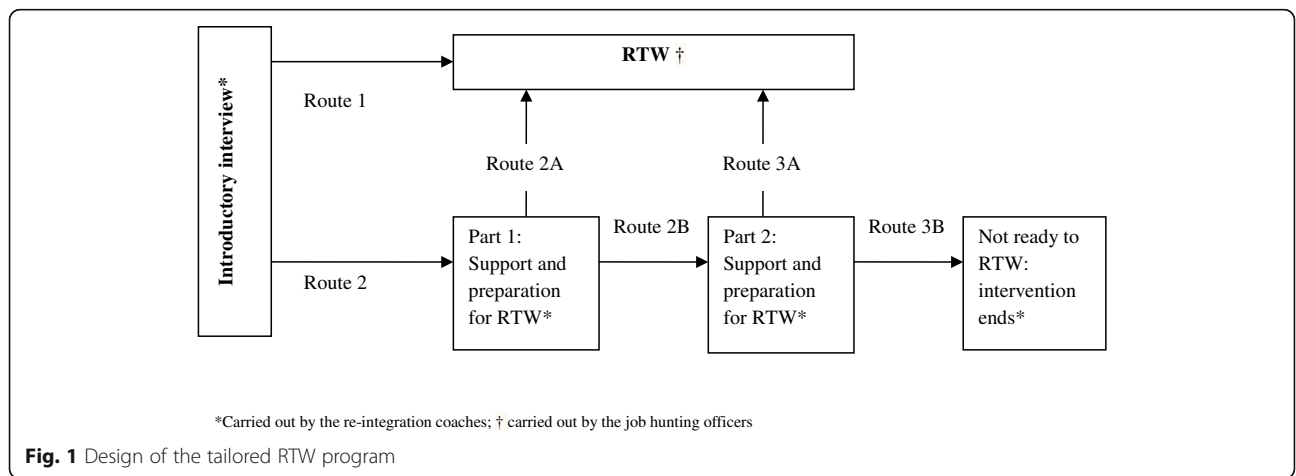 RTW †
Introductory interview*
Route 1
Route 2A
Route 3A
Route 2
Part 1:
Support and
preparation
for RTW*
Route 2B
Part 2:
Support and
preparation
for RTW*
Route 3B
Not ready to
RTW:
intervention
ends*
*Carried out by the re-integration coaches; † carried out by the job hunting officers
Fig. 1 Design of the tailored RTW program